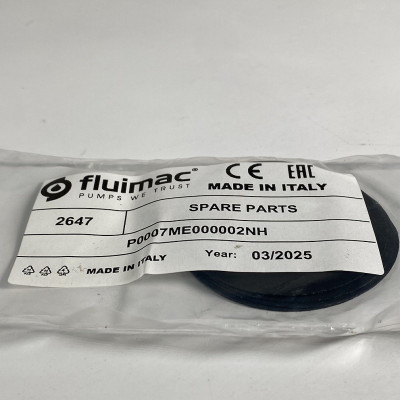 fluimac®
PUMPS WE TRUST
CE EAC
MADE IN ITALY
2647
SPARE PARTS
P0007ME000002NH
MADE IN ITALY
Year: 03/2025